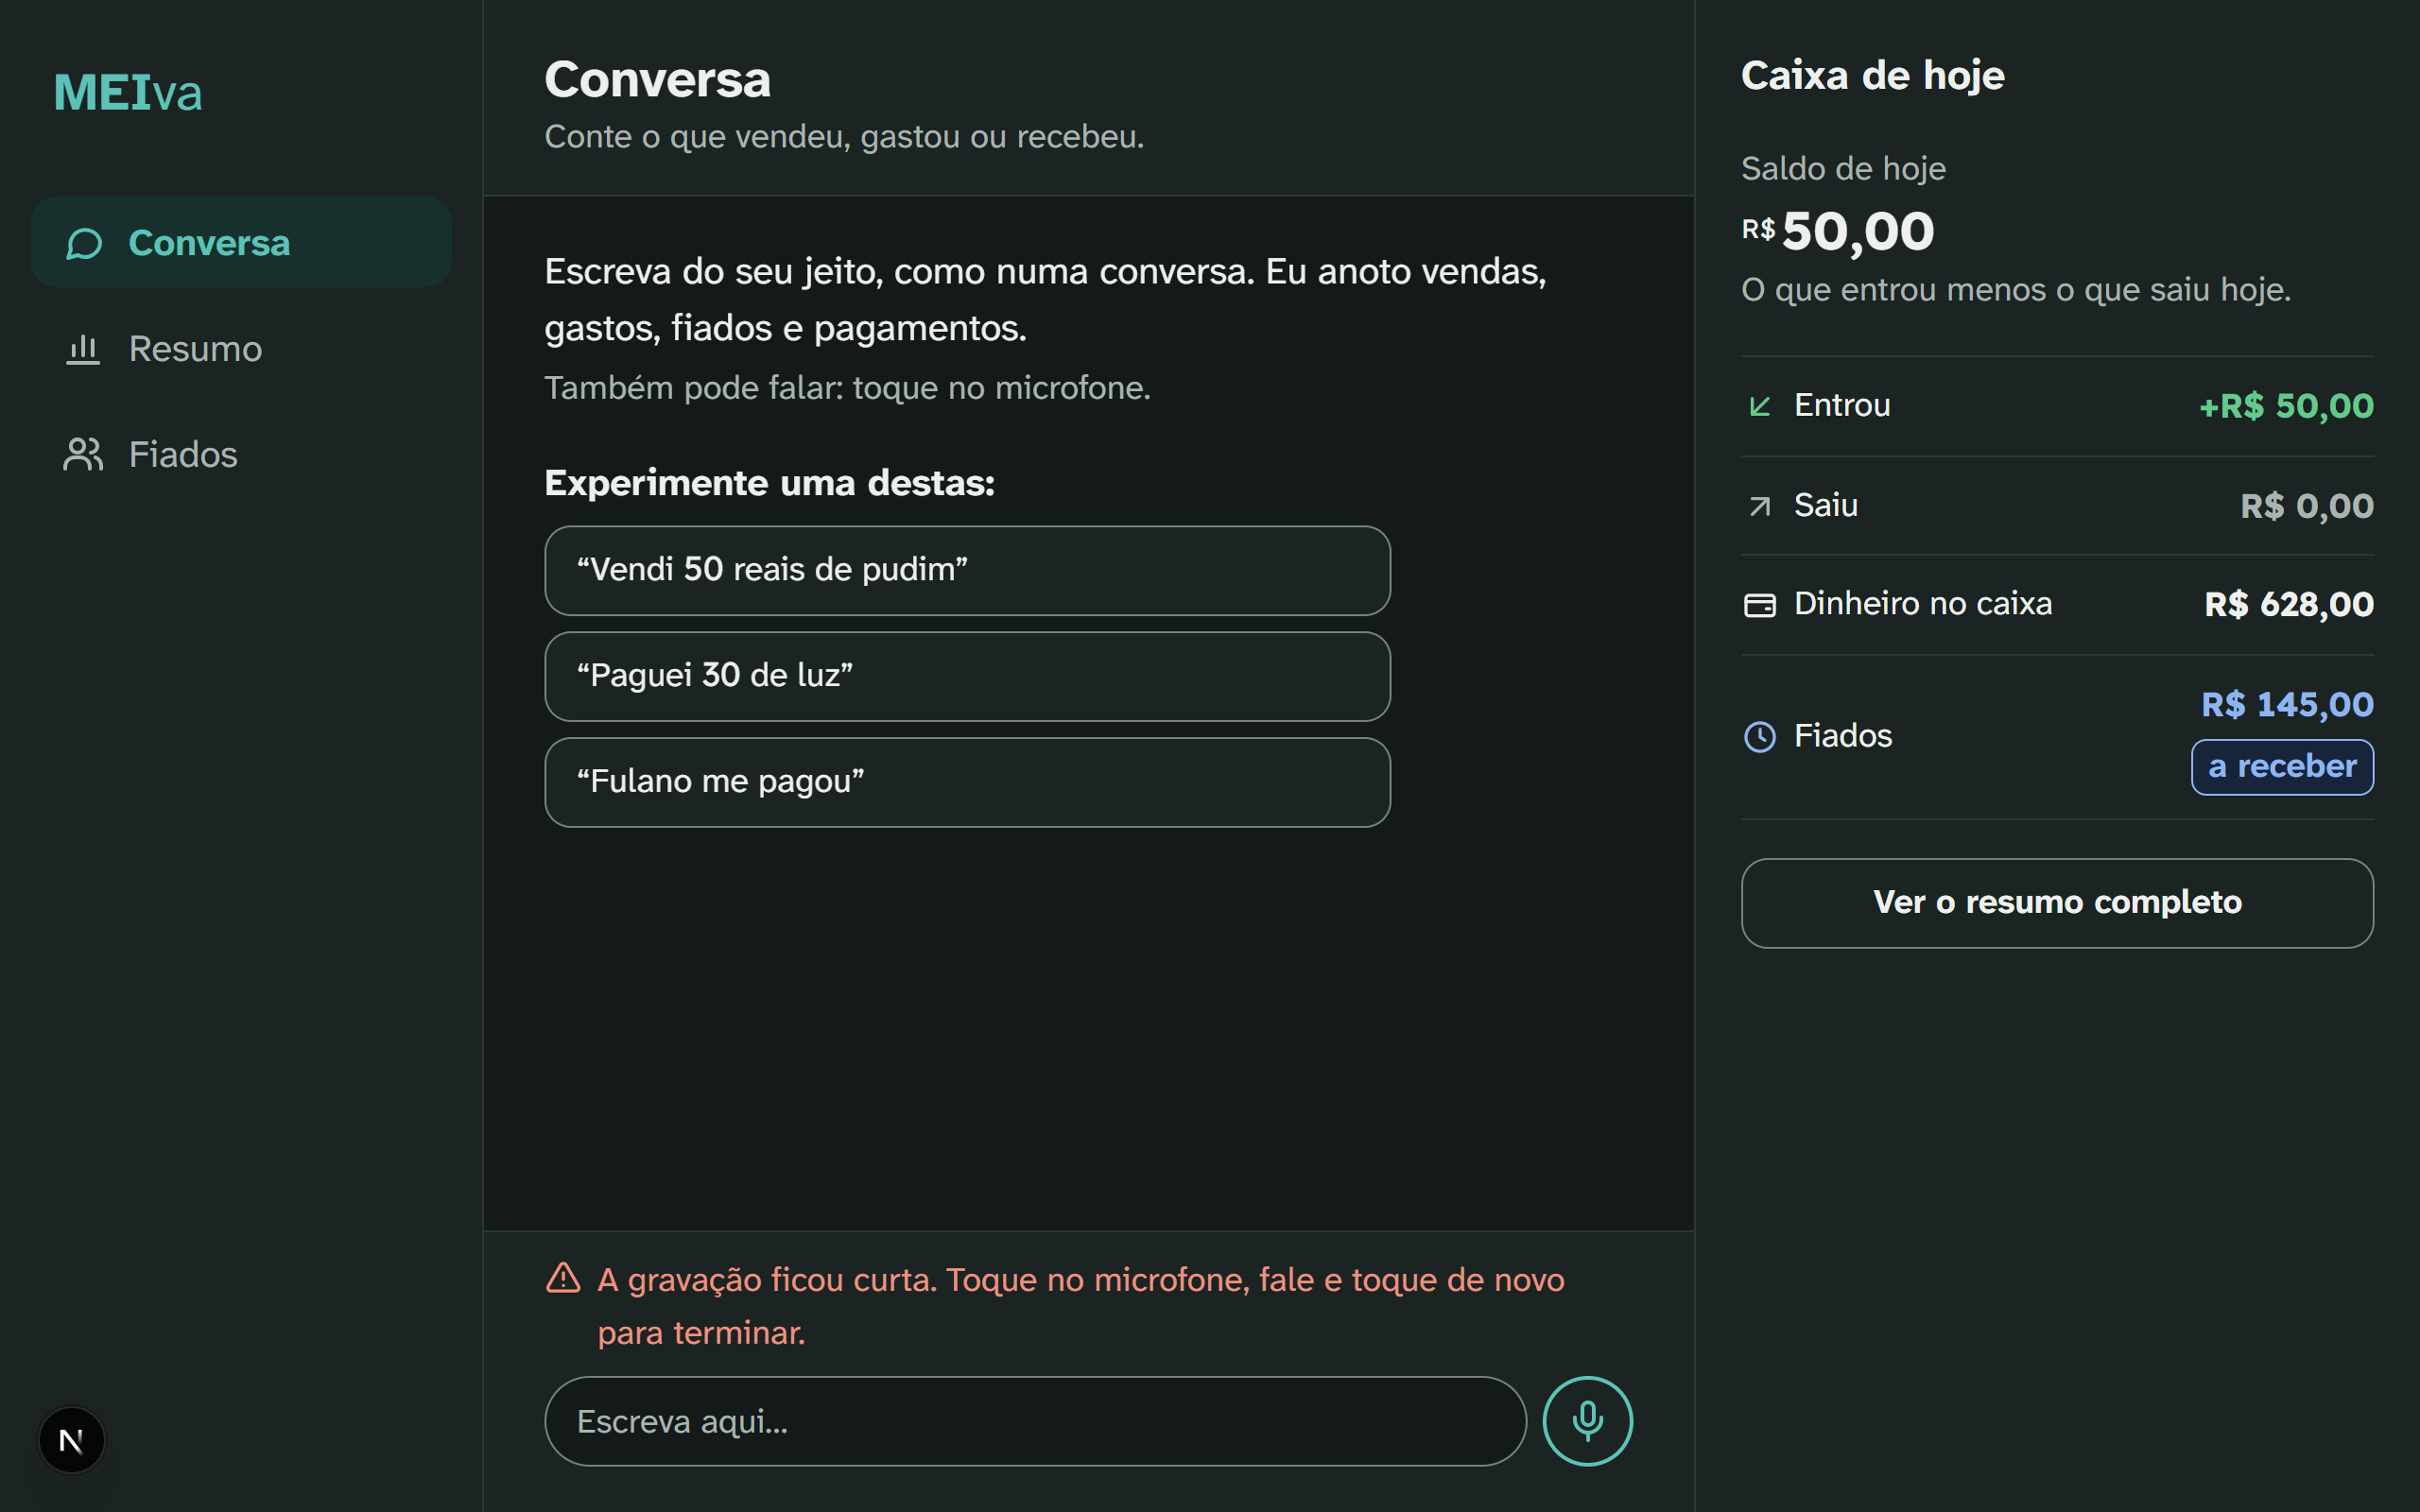 MEIva
Conversa
Resumo
Fiados
Conversa
Conte o que vendeu, gastou ou recebeu.
Escreva do seu jeito, como numa conversa. Eu anoto vendas,
gastos, fiados e pagamentos.
Também pode falar: toque no microfone.
Experimente uma destas:
“Vendi 50 reais de pudim”
“Paguei 30 de luz”
“Fulano me pagou”
A gravação ficou curta. Toque no microfone, fale e toque de novo
para terminar.
Escreva aqui...
N
Caixa de hoje
Saldo de hoje
R$ 50,00
O que entrou menos o que saiu hoje.
Entrou +R$ 50,00
Saiu R$ 0,00
Dinheiro no caixa R$ 628,00
Fiados R$ 145,00
a receber
Ver o resumo completo